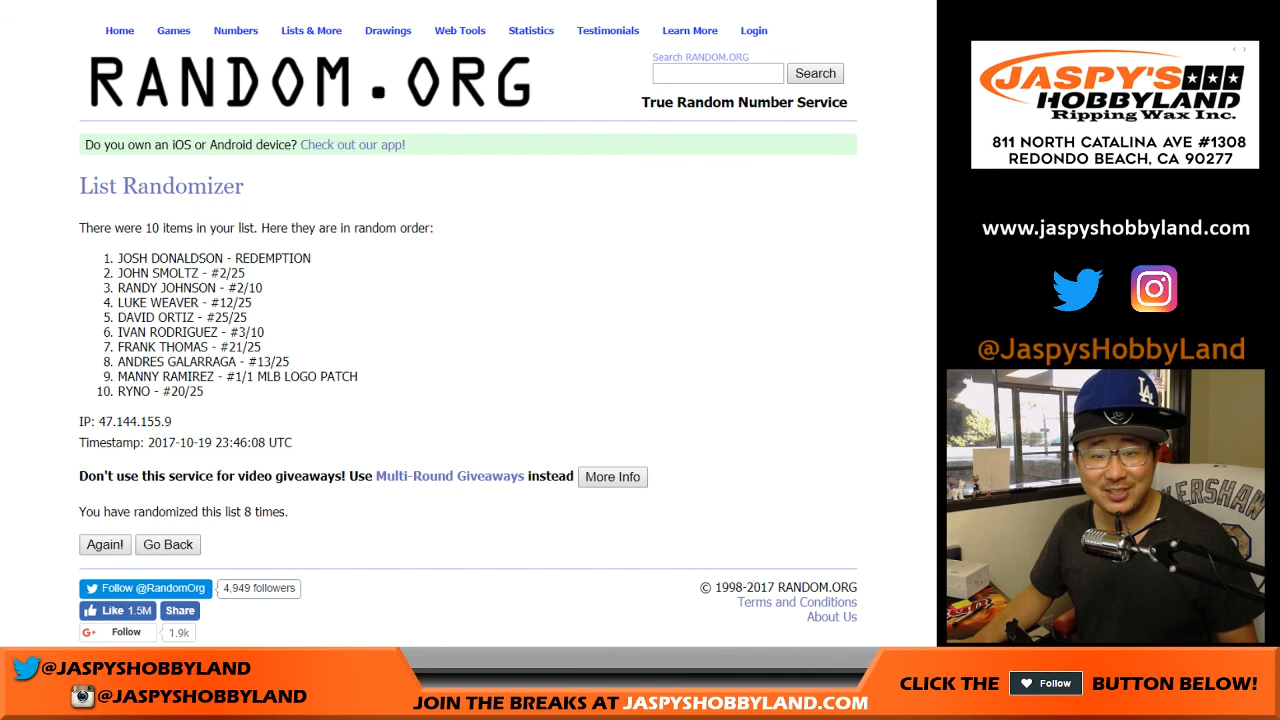 Home Games Numbers Lists & More Drawings Web Tools Statistics Testimonials Learn More Login
RANDOM.ORG
Search RANDOM.ORG
Search
True Random Number Service
Do you own an iOS or Android device? Check out our app!
List Randomizer
There were 10 items in your list. Here they are in random order:
1. JOSH DONALDSON - REDEMPTION
2. JOHN SMOLTZ - #2/25
3. RANDY JOHNSON - #2/10
4. LUKE WEAVER - #12/25
5. DAVID ORTIZ - #25/25
6. IVAN RODRIGUEZ - #3/10
7. FRANK THOMAS - #21/25
8. ANDRES GALARRAGA - #13/25
9. MANNY RAMIREZ - #1/1 MLB LOGO PATCH
10. RYNO - #20/25
IP: 47.144.155.9
Timestamp: 2017-10-19 23:46:08 UTC
Don't use this service for video giveaways! Use Multi-Round Giveaways instead More Info
You have randomized this list 8 times.
Again! Go Back
Follow @RandomOrg 4,949 followers
Like 1.5M Share
G+ Follow 1.9k
© 1998-2017 RANDOM.ORG
Terms and Conditions
About Us
JASPY'S
HOBBYLAND
Ripping Wax Inc.
811 NORTH CATALINA AVE #1308
REDONDO BEACH, CA 90277
www.jaspyshobbyland.com
@JaspysHobbyLand
LA
KERSHAW
@JASPYSHOBBYLAND
@JASPYSHOBBYLAND
JOIN THE BREAKS AT JASPYSHOBBYLAND.COM
CLICK THE Follow BUTTON BELOW!